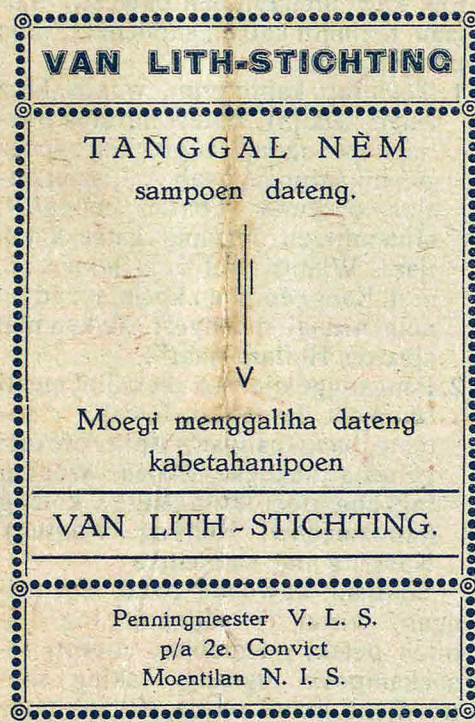 VAN LITH-STICHTING
TANGGAL NÈM
sampoen dateng.
Moegi menggaliha dateng
kabetahanipoen
VAN LITH - STICHTING.
Penningmeester V. L. S.
p/a 2e. Convict
Moentilan N. I. S.